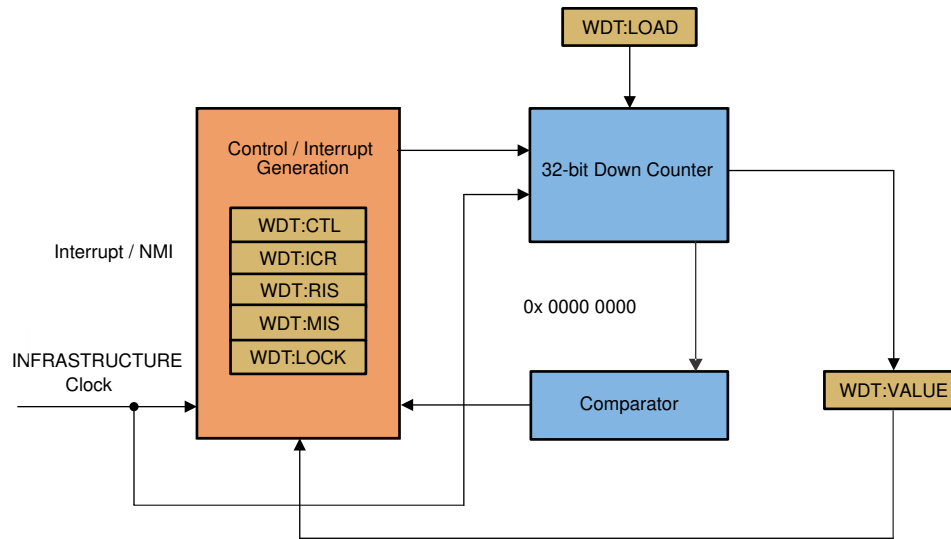 WDT:LOAD
Control / Interrupt
Generation
32-bit Down Counter
WDT:CTL
WDT:ICR
WDT:RIS
WDT:MIS
WDT:LOCK
Interrupt / NMI
0x 0000 0000
INFRASTRUCTURE
Clock
Comparator
WDT:VALUE